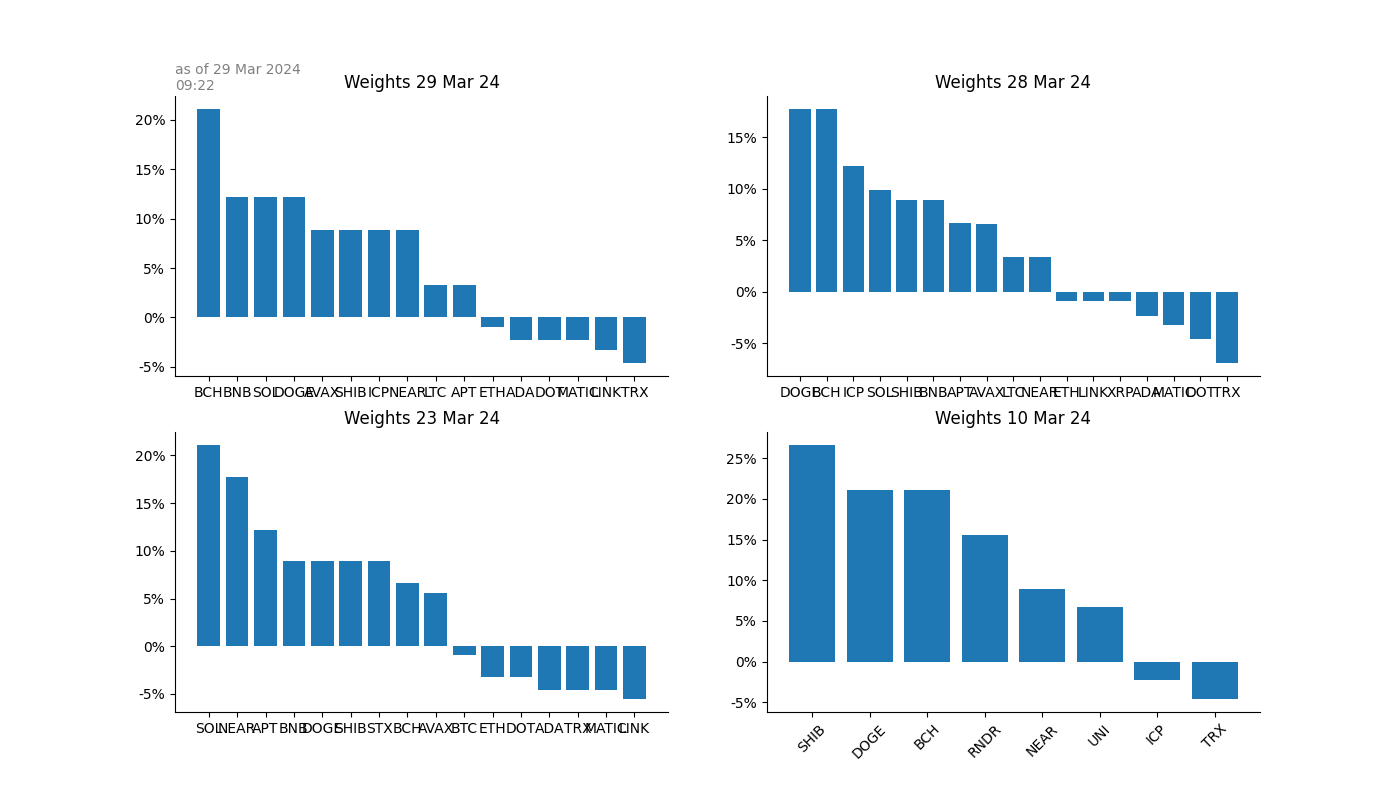 as of 29 Mar 2024
09:22
Weights 29 Mar 24
20%
15%
10%
5%
0%
-5%
BCH BNB SOL DOGE AVAX SHIB ICP NEAR LTC APT ETH ADA DOT MATIC LINK TRX
Weights 28 Mar 24
15%
10%
5%
0%
-5%
DOGE BCH ICP SOL SHIB BNB APT AVAX LTC NEAR ETH LINK XRP ADA MATIC DOT TRX
Weights 23 Mar 24
20%
15%
10%
5%
0%
-5%
SOL NEAR APT BNB DOGE SHIB STX BCH AVAX BTC ETH DOT ADA TRX MATIC LINK
Weights 10 Mar 24
25%
20%
15%
10%
5%
0%
-5%
SHIB DOGE BCH RNDR NEAR UNI ICP TRX